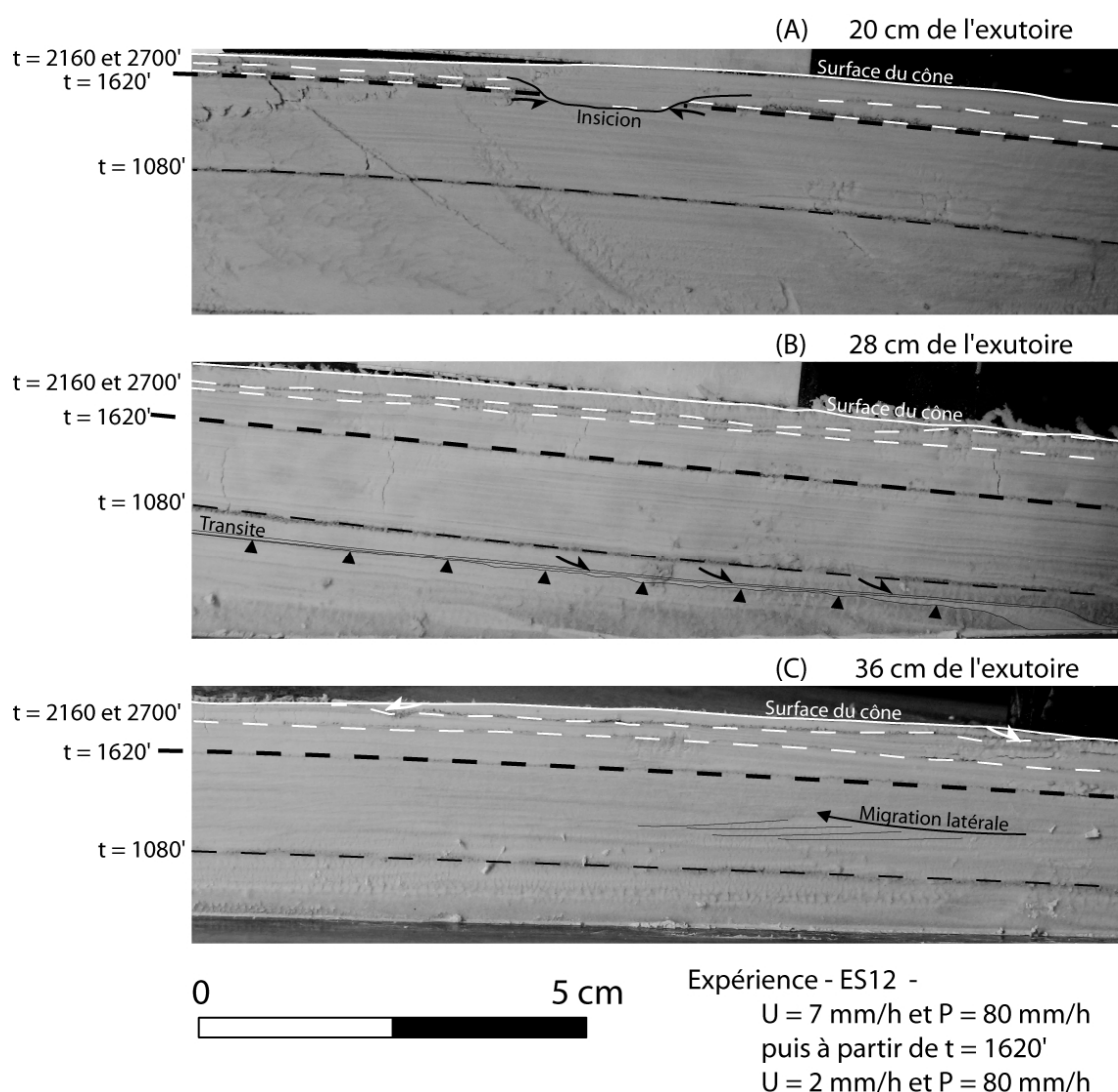 (A) 20 cm de l'exutoire
t = 2160 et 2700'
t = 1620'
t = 1080'
Surface du cône
Insicion
(B) 28 cm de l'exutoire
t = 2160 et 2700'
t = 1620'
t = 1080'
Surface du cône
Transite
(C) 36 cm de l'exutoire
t = 2160 et 2700'
t = 1620'
t = 1080'
Surface du cône
Migration latérale
0 5 cm
Expérience - ES12 -
U = 7 mm/h et P = 80 mm/h
puis à partir de t = 1620'
U = 2 mm/h et P = 80 mm/h